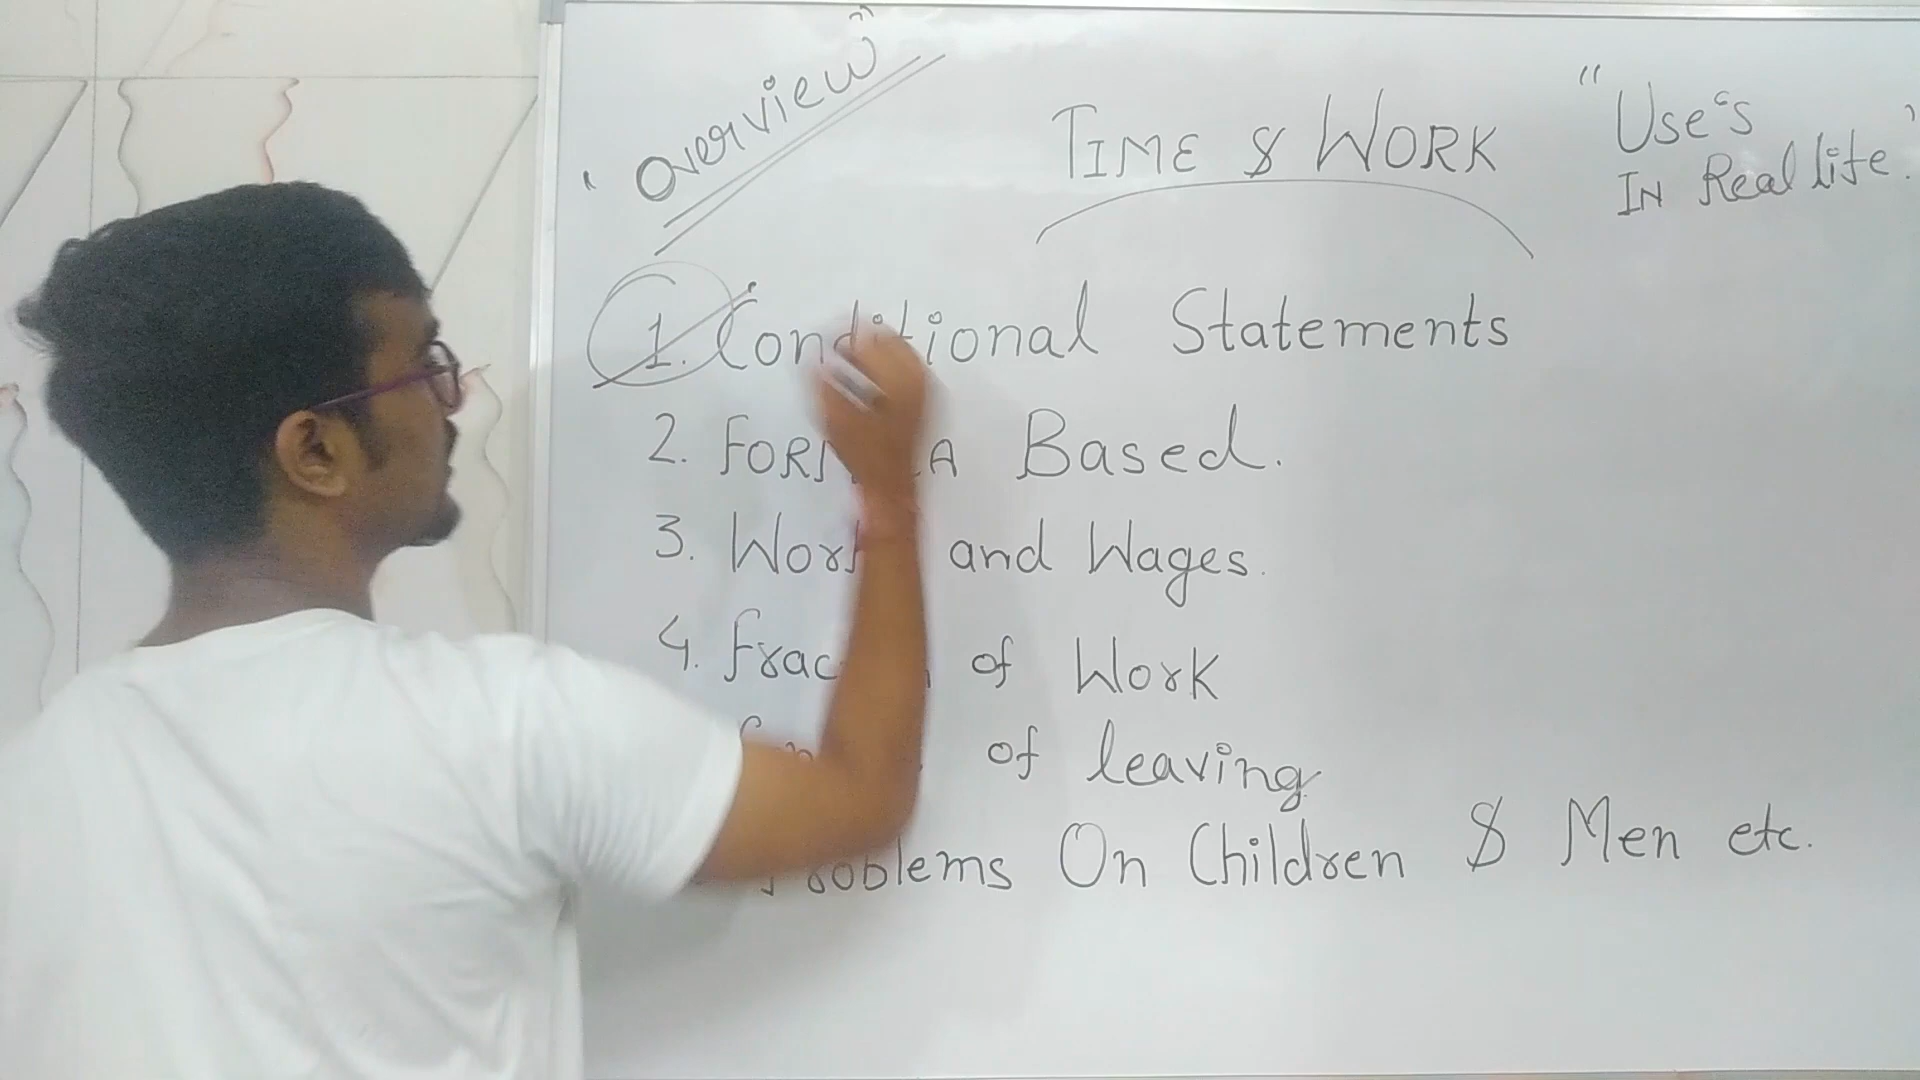 "Overview"
TIME & WORK
"Use's
IN Real life."
1. Conditional Statements
2. FORMULA Based.
3. Work and Wages.
4. Fraction of Work
of leaving
Problems On Children & Men etc.